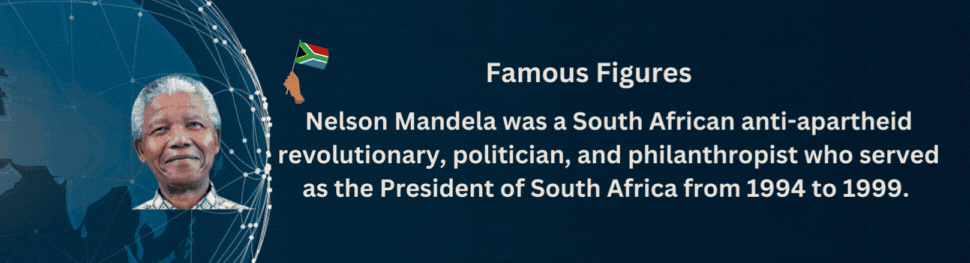 Famous Figures
Nelson Mandela was a South African anti-apartheid
revolutionary, politician, and philanthropist who served
as the President of South Africa from 1994 to 1999.